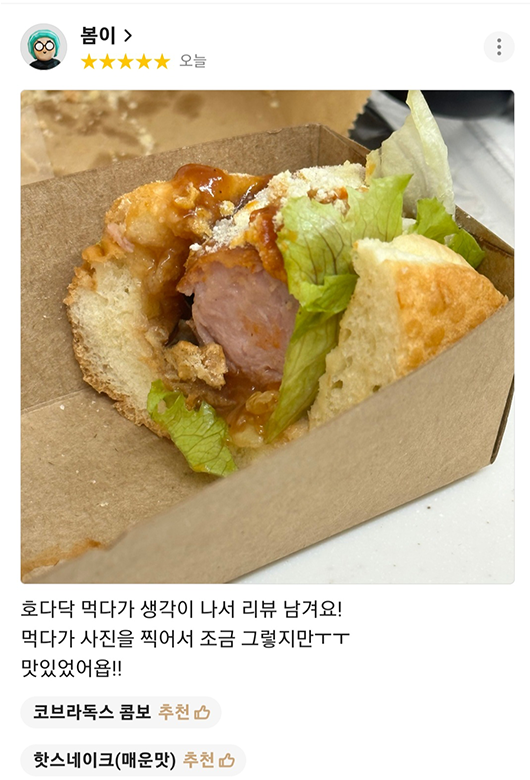 봄이
오늘
호다닥 먹다가 생각이 나서 리뷰 남겨요!
먹다가 사진을 찍어서 조금 그렇지만ㅜㅜ
맛있었어욥!!
코브라독스 콤보 추천
핫스네이크(매운맛) 추천